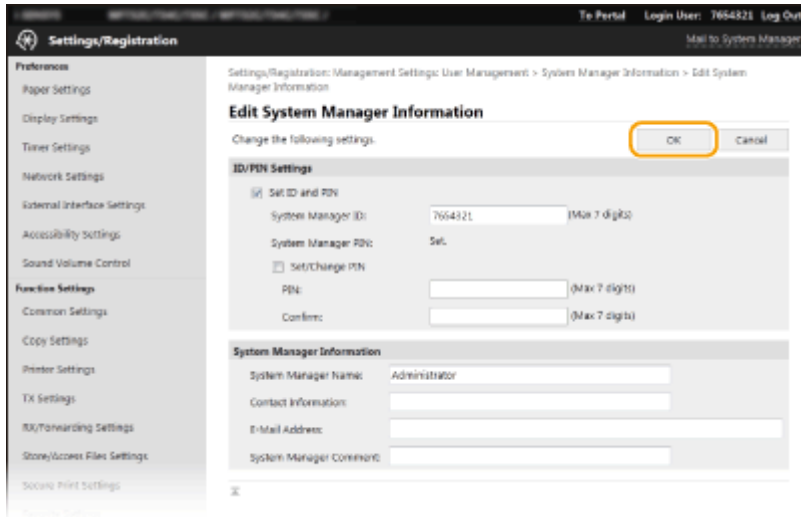 To Portal Login User: 7654321 Log Out
Settings/Registration
Mail to System Manager
Preferences
Paper Settings
Display Settings
Timer Settings
Network Settings
External Interface Settings
Accessibility Settings
Sound Volume Control
Function Settings
Common Settings
Copy Settings
Printer Settings
TX Settings
RX/Forwarding Settings
Store/Access Files Settings
Secure Print Settings
Settings/Registration: Management Settings: User Management > System Manager Information > Edit System
Manager Information
Edit System Manager Information
Change the following settings.
OK
Cancel
ID/PIN Settings
Set ID and PIN
System Manager ID: 7654321 (Max 7 digits)
System Manager PIN: Set.
Set/Change PIN
PIN: (Max 7 digits)
Confirm: (Max 7 digits)
System Manager Information
System Manager Name: Administrator
Contact Information:
E-Mail Address:
System Manager Comment: